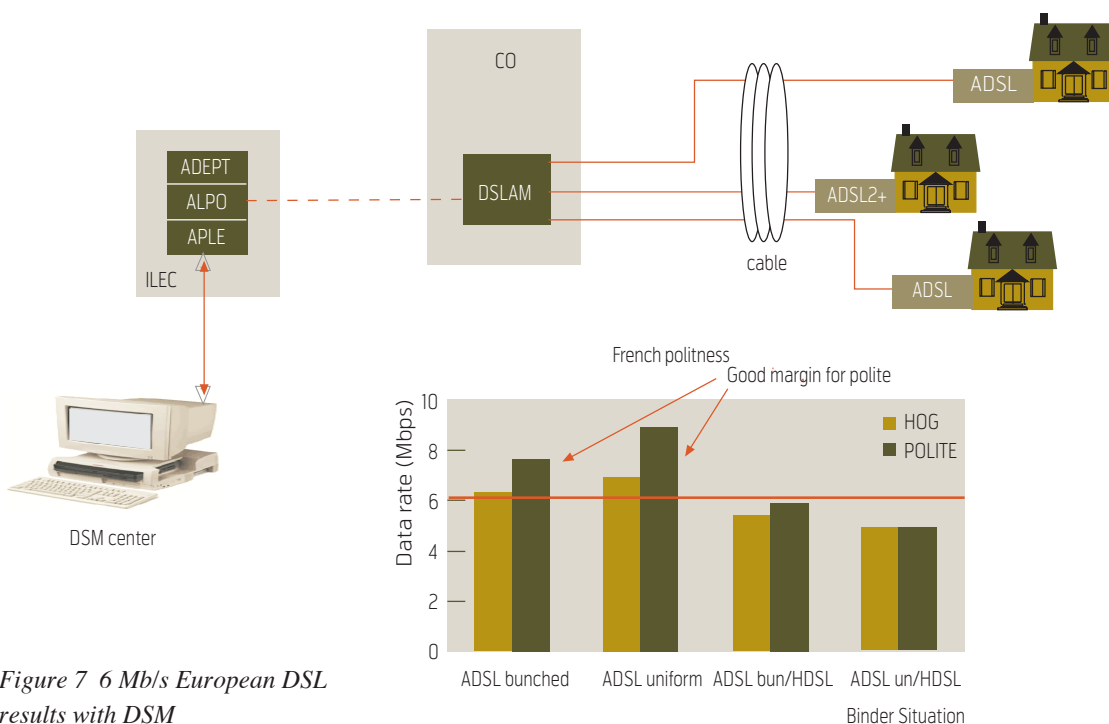 CO
ADSL
ADEPT
ALPO
APLE
ILEC
DSLAM
ADSL2+
cable
ADSL
DSM center
French politness
Good margin for polite
Data rate (Mbps)
10
8
6
4
2
0
HOG
POLITE
ADSL bunched
ADSL uniform
ADSL bun/HDSL
ADSL un/HDSL
Binder Situation
Figure 7 6 Mb/s European DSL
results with DSM